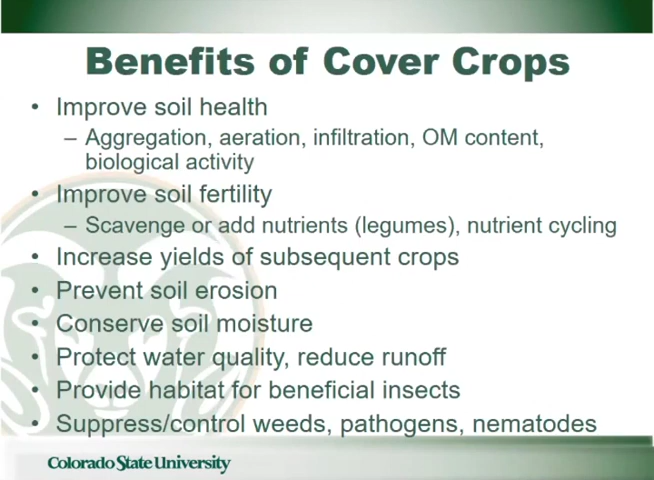 Benefits of Cover Crops
• Improve soil health
– Aggregation, aeration, infiltration, OM content,
biological activity
• Improve soil fertility
– Scavenge or add nutrients (legumes), nutrient cycling
• Increase yields of subsequent crops
• Prevent soil erosion
• Conserve soil moisture
• Protect water quality, reduce runoff
• Provide habitat for beneficial insects
• Suppress/control weeds, pathogens, nematodes
Colorado State University